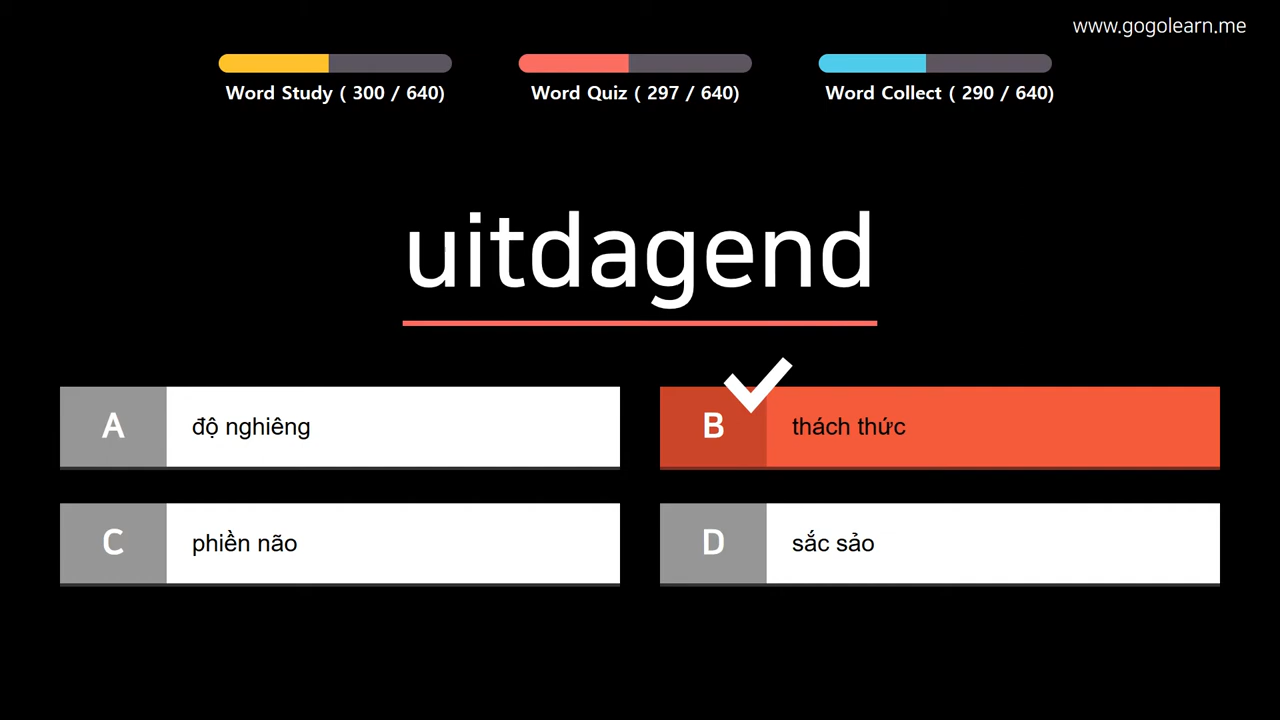 www.gogolearn.me
Word Study ( 300 / 640)
Word Quiz ( 297 / 640)
Word Collect ( 290 / 640)
uitdagend
A
độ nghiêng
B
thách thức
C
phiền não
D
sắc sảo